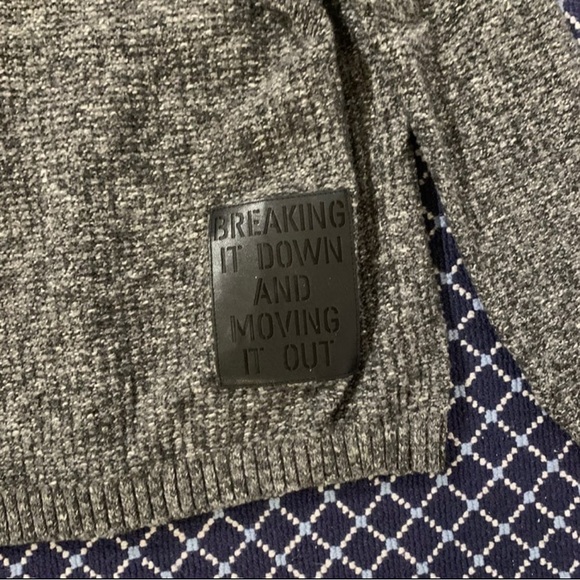 BREAKING
IT DOWN
AND
MOVING
IT OUT